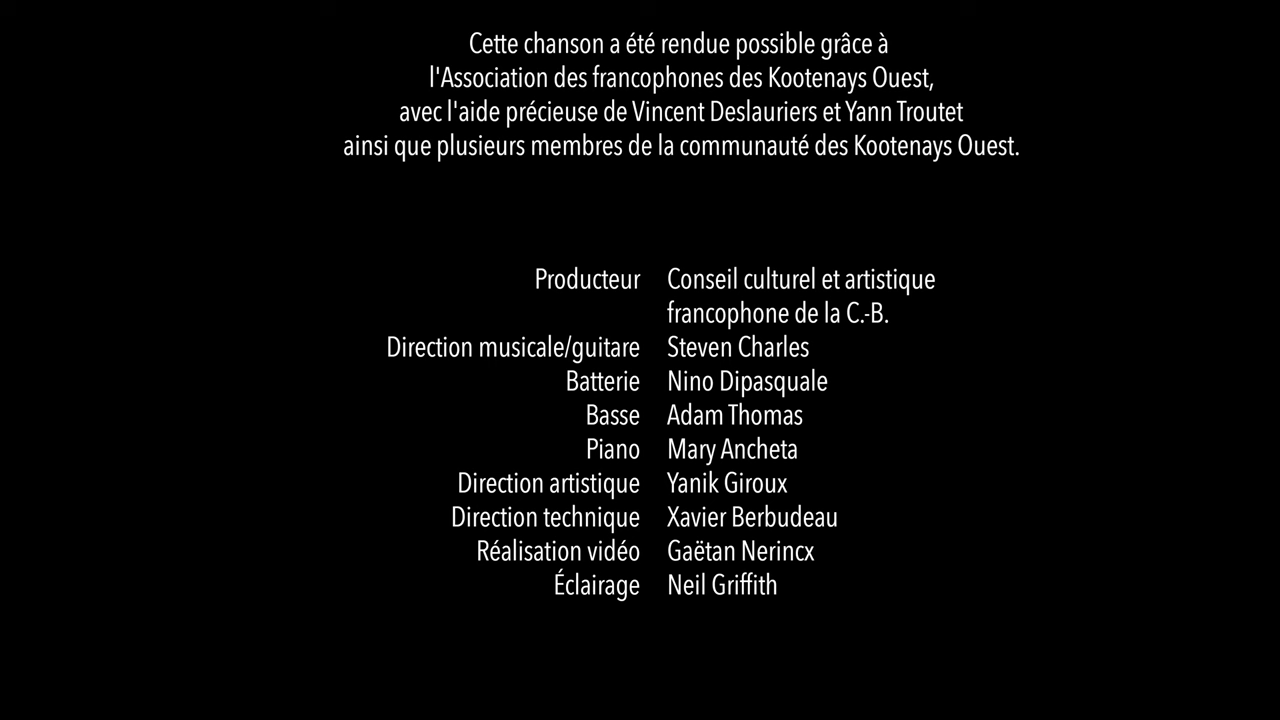 Cette chanson a été rendue possible grâce à
l'Association des francophones des Kootenays Ouest,
avec l'aide précieuse de Vincent Deslauriers et Yann Troutet
ainsi que plusieurs membres de la communauté des Kootenays Ouest.
Producteur Conseil culturel et artistique
francophone de la C.-B.
Direction musicale/guitare Steven Charles
Batterie Nino Dipasquale
Basse Adam Thomas
Piano Mary Ancheta
Direction artistique Yanik Giroux
Direction technique Xavier Berbudeau
Réalisation vidéo Gaëtan Nerincx
Éclairage Neil Griffith